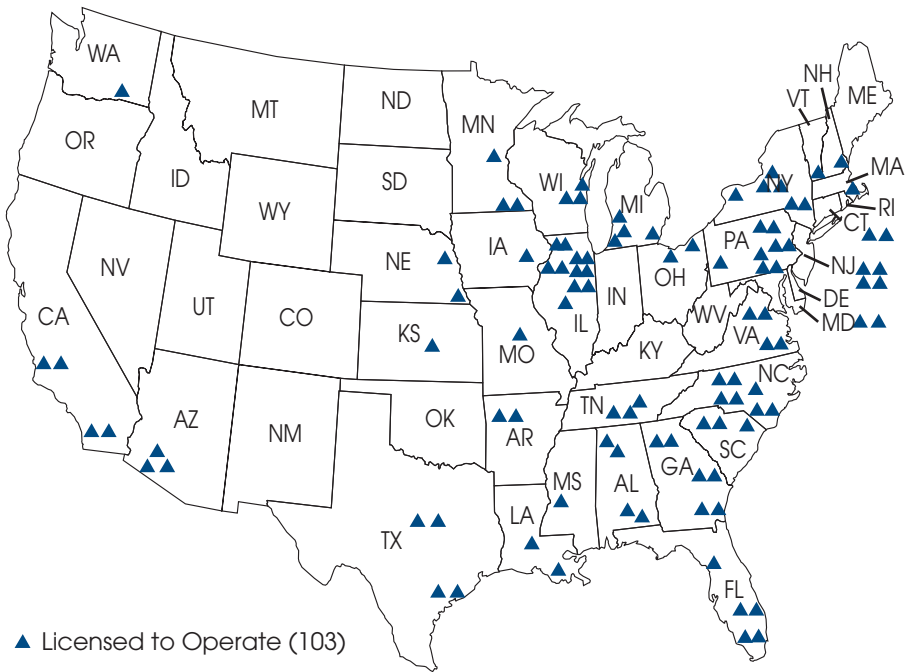 WA
MT
ND
MN
VT
NH
ME
OR
ID
SD
WI
MI
NY
MA
RI
CT
WY
NE
IA
PA
NJ
NV
UT
CO
IL
IN
OH
DE
MD
CA
KS
MO
WV
VA
KY
AZ
NM
OK
AR
TN
NC
SC
MS
AL
GA
TX
LA
FL
Licensed to Operate (103)